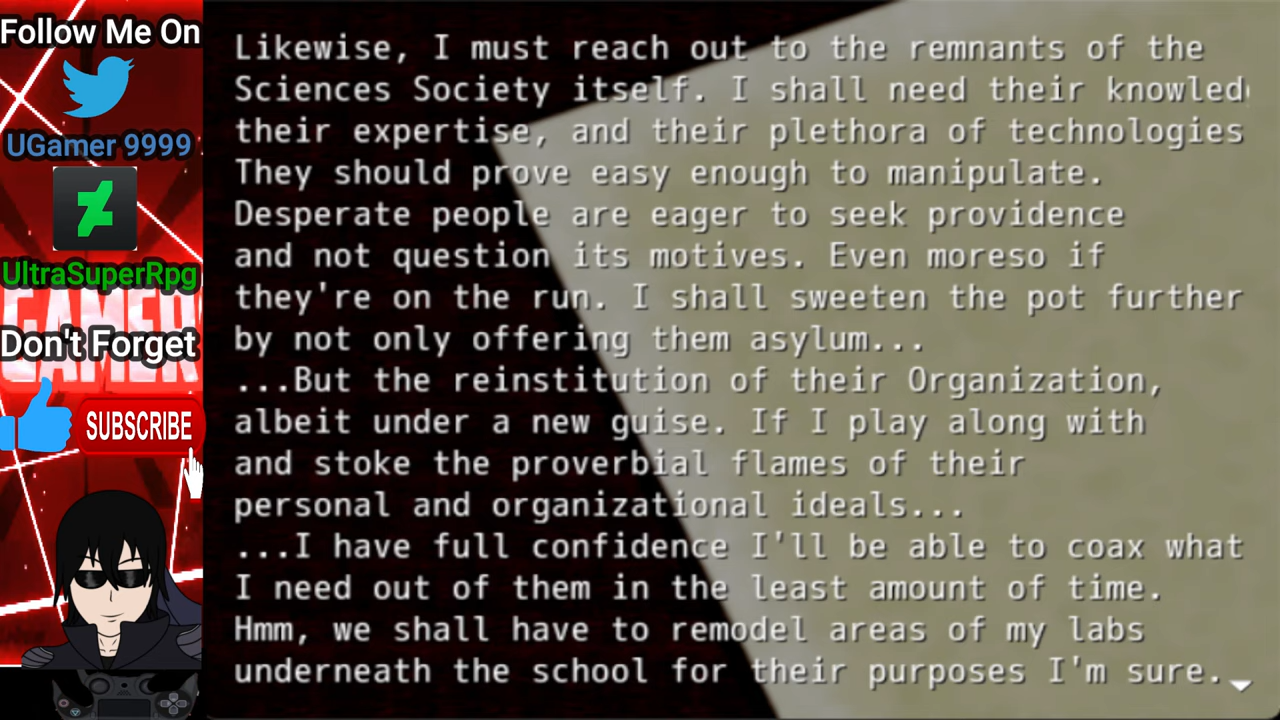 Follow Me On
UGamer 9999
UltraSuperRpg
GAMER
Don't Forget
SUBSCRIBE
Likewise, I must reach out to the remnants of the
Sciences Society itself. I shall need their knowled
their expertise, and their plethora of technologies
They should prove easy enough to manipulate.
Desperate people are eager to seek providence
and not question its motives. Even moreso if
they're on the run. I shall sweeten the pot further
by not only offering them asylum...
...But the reinstitution of their Organization,
albeit under a new guise. If I play along with
and stoke the proverbial flames of their
personal and organizational ideals...
...I have full confidence I'll be able to coax what
I need out of them in the least amount of time.
Hmm, we shall have to remodel areas of my labs
underneath the school for their purposes I'm sure.